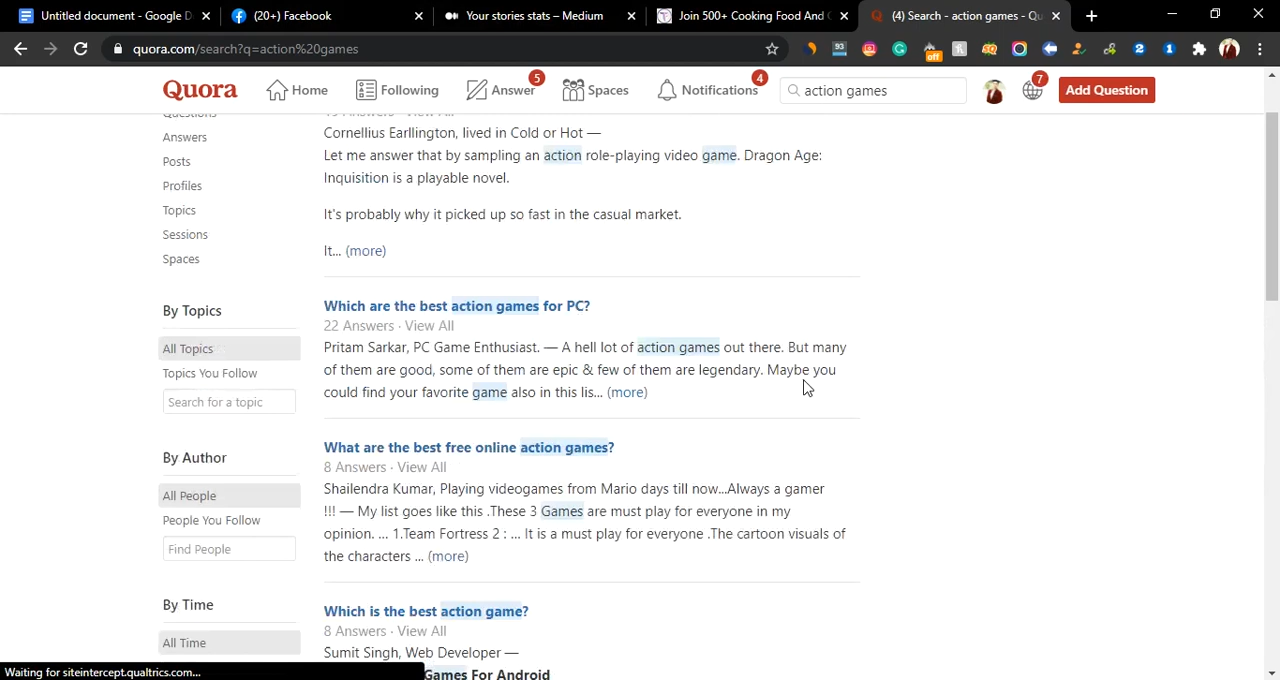 Untitled document - Google D
(20+) Facebook
Your stories stats – Medium
Join 500+ Cooking Food And
(4) Search - action games - Qu
quora.com/search?q=action%20games
93
off
2
1
Quora
Home
Following
Answer
5
Spaces
Notifications
4
action games
7
Add Question
Answers
Posts
Profiles
Topics
Sessions
Spaces
By Topics
All Topics
Topics You Follow
Search for a topic
By Author
All People
People You Follow
Find People
By Time
All Time
Cornellius Earllington, lived in Cold or Hot —
Let me answer that by sampling an action role-playing video game. Dragon Age:
Inquisition is a playable novel.
It's probably why it picked up so fast in the casual market.
It... (more)
Which are the best action games for PC?
22 Answers · View All
Pritam Sarkar, PC Game Enthusiast. — A hell lot of action games out there. But many
of them are good, some of them are epic & few of them are legendary. Maybe you
could find your favorite game also in this lis... (more)
What are the best free online action games?
8 Answers · View All
Shailendra Kumar, Playing videogames from Mario days till now...Always a gamer
!!! — My list goes like this .These 3 Games are must play for everyone in my
opinion. ... 1.Team Fortress 2 : ... It is a must play for everyone .The cartoon visuals of
the characters ... (more)
Which is the best action game?
8 Answers · View All
Sumit Singh, Web Developer —
Games For Android
Waiting for siteintercept.qualtrics.com...